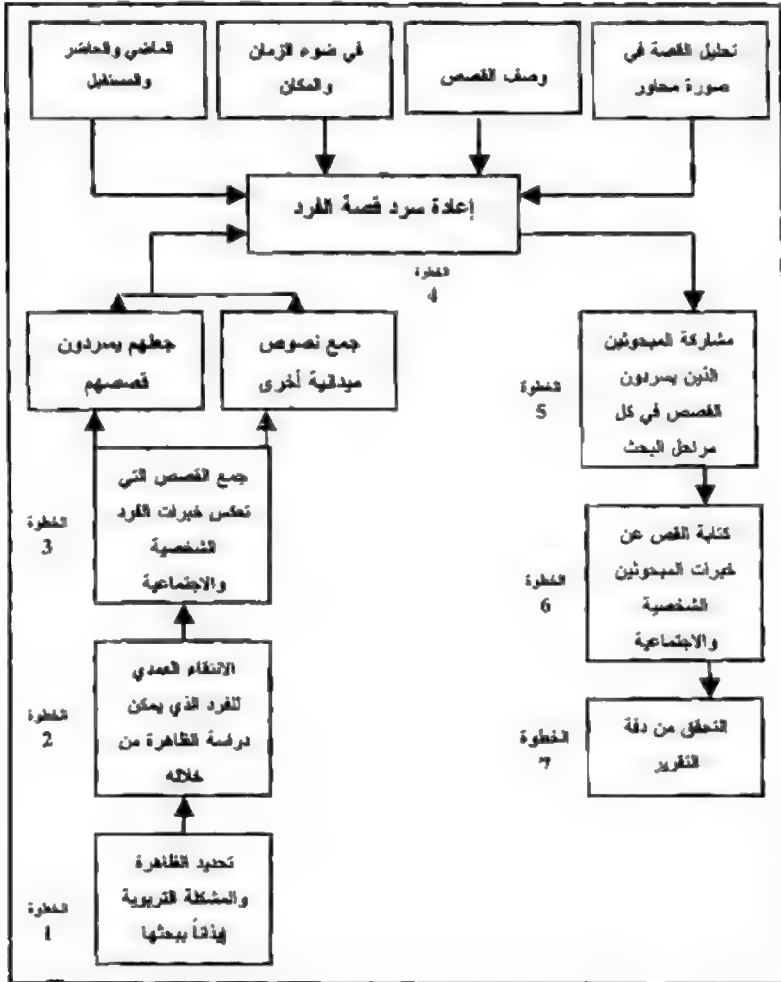 تحليل القصة في
صورة محاور
وصف القصص
في ضوء الزمان
والمكان
الماضي والحاضر
والمستقبل
إعادة سرد قصة الفرد
الخطوة
4
جمع نصوص
ميدانية أخرى
جعلهم يسردون
قصصهم
مشاركة المبحوثين
الذين يسردون
القصص في كل
مراحل البحث
الخطوة
5
جمع القصص التي
تعكس خبرات الفرد
الشخصية
والاجتماعية
الخطوة
3
كتابة القص عن
خبرات المبحوثين
الشخصية
والاجتماعية
الخطوة
6
الانتقاء العمدي
للفرد الذي يمكن
دراسة الظاهرة من
خلاله
الخطوة
2
التحقق من دقة
التقرير
الخطوة
7
تحديد الظاهرة
والمشكلة التربوية
إيذاناً ببحثها
الخطوة
1